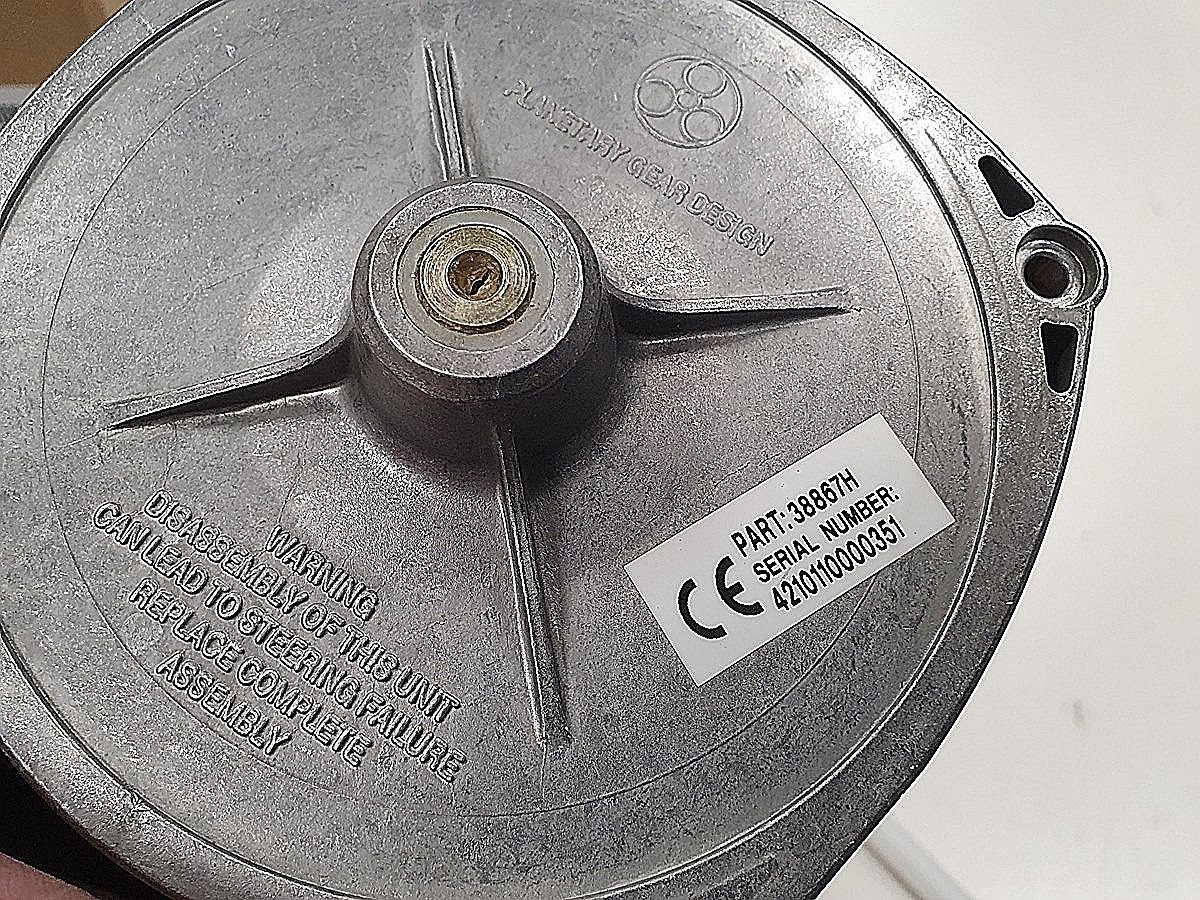 PLANETARY GEAR DESIGN
PART: 38867H
SERIAL NUMBER:
4210110000351
CE
WARNING
DISASSEMBLY OF THIS UNIT
CAN LEAD TO STEERING FAILURE
REPLACE COMPLETE
ASSEMBLY